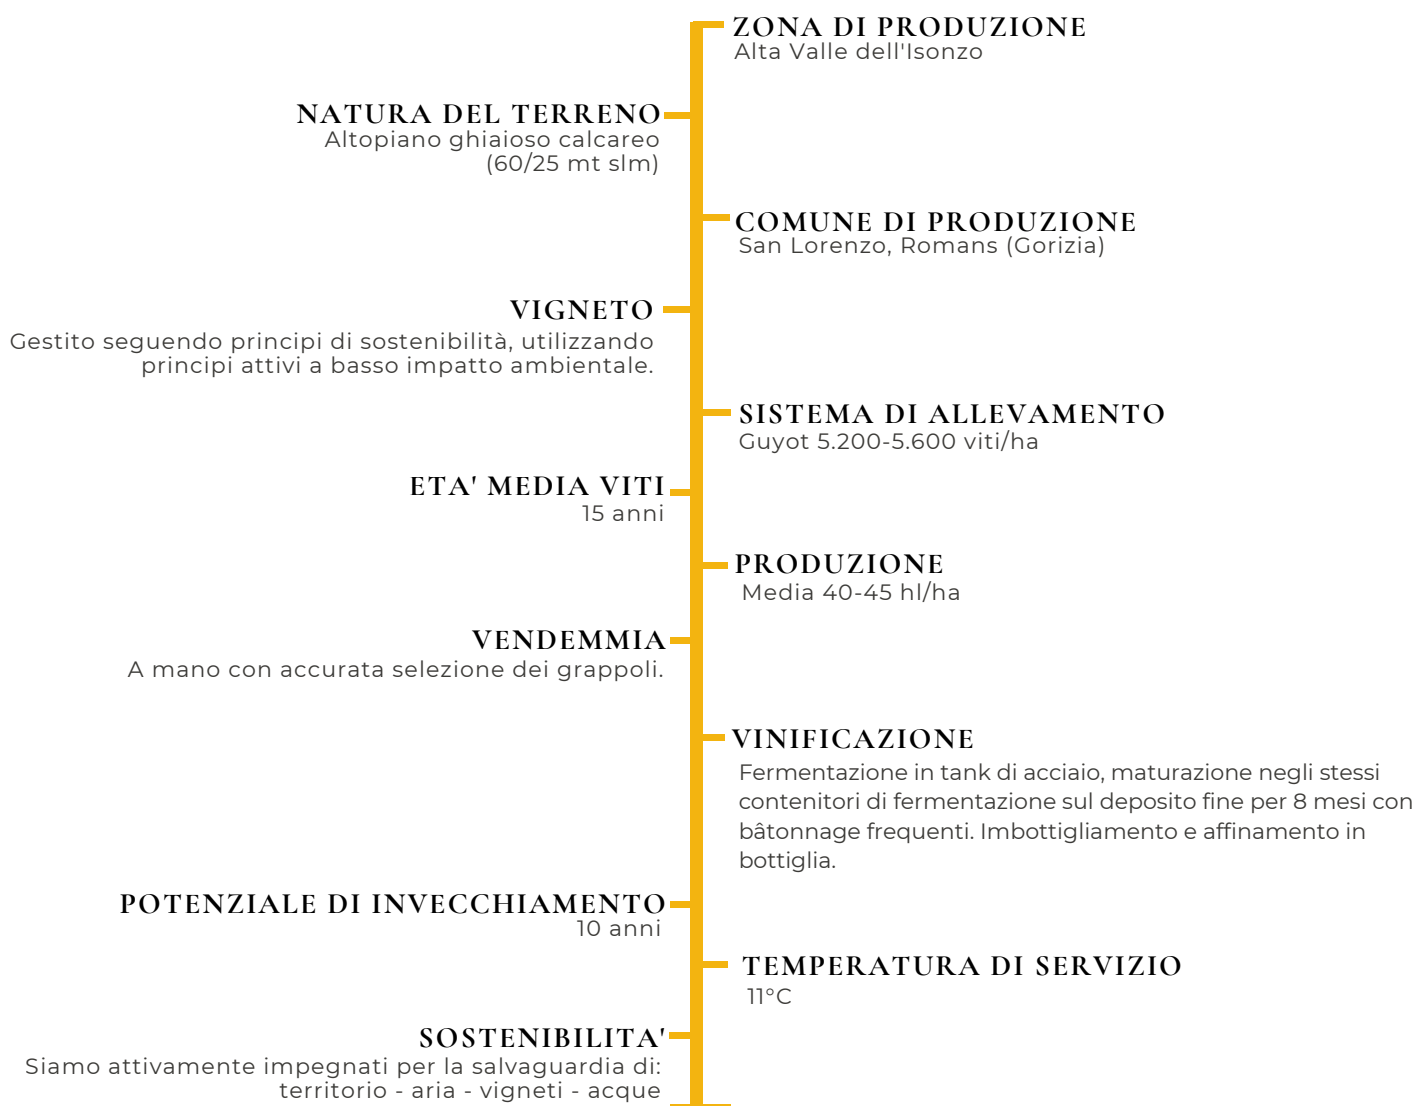 ZONA DI PRODUZIONE
Alta Valle dell'Isonzo
NATURA DEL TERRENO
Altopiano ghiaioso calcareo
(60/25 mt slm)
COMUNE DI PRODUZIONE
San Lorenzo, Romans (Gorizia)
VIGNETO
Gestito seguendo principi di sostenibilità, utilizzando
principi attivi a basso impatto ambientale.
SISTEMA DI ALLEVAMENTO
Guyot 5.200-5.600 viti/ha
ETA' MEDIA VITI
15 anni
PRODUZIONE
Media 40-45 hl/ha
VENDEMMIA
A mano con accurata selezione dei grappoli.
VINIFICAZIONE
Fermentazione in tank di acciaio, maturazione negli stessi
contenitori di fermentazione sul deposito fine per 8 mesi con
bâtonnage frequenti. Imbottigliamento e affinamento in
bottiglia.
POTENZIALE DI INVECCHIAMENTO
10 anni
TEMPERATURA DI SERVIZIO
11°C
SOSTENIBILITA'
Siamo attivamente impegnati per la salvaguardia di:
territorio - aria - vigneti - acque